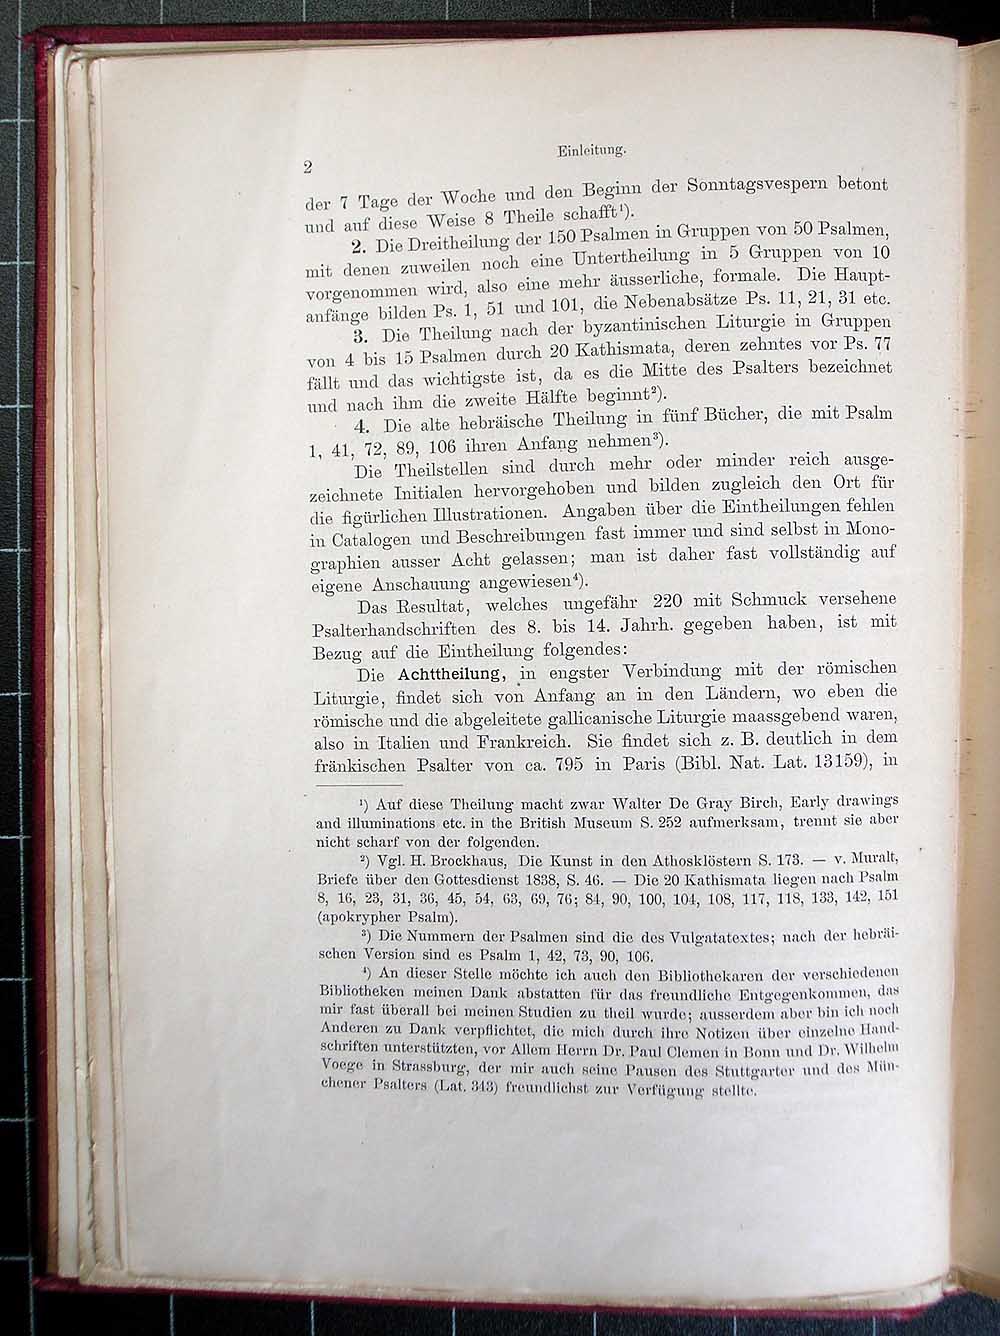 Einleitung.
2
der 7 Tage der Woche und den Beginn der Sonntagsvespern betont
und auf diese Weise 8 Theile schafft¹).
2. Die Dreitheilung der 150 Psalmen in Gruppen von 50 Psalmen,
mit denen zuweilen noch eine Untertheilung in 5 Gruppen von 10
vorgenommen wird, also eine mehr äusserliche, formale. Die Haupt-
anfänge bilden Ps. 1, 51 und 101, die Nebenabsätze Ps. 11, 21, 31 etc.
3. Die Theilung nach der byzantinischen Liturgie in Gruppen
von 4 bis 15 Psalmen durch 20 Kathismata, deren zehntes vor Ps. 77
fällt und das wichtigste ist, da es die Mitte des Psalters bezeichnet
und nach ihm die zweite Hälfte beginnt²).
4. Die alte hebräische Theilung in fünf Bücher, die mit Psalm
1, 41, 72, 89, 106 ihren Anfang nehmen³).
Die Theilstellen sind durch mehr oder minder reich ausge-
zeichnete Initialen hervorgehoben und bilden zugleich den Ort für
die figürlichen Illustrationen. Angaben über die Eintheilungen fehlen
in Catalogen und Beschreibungen fast immer und sind selbst in Mono-
graphien ausser Acht gelassen; man ist daher fast vollständig auf
eigene Anschauung angewiesen⁴).
Das Resultat, welches ungefähr 220 mit Schmuck versehene
Psalterhandschriften des 8. bis 14. Jahrh. gegeben haben, ist mit
Bezug auf die Eintheilung folgendes:
Die Achttheilung, in engster Verbindung mit der römischen
Liturgie, findet sich von Anfang an in den Ländern, wo eben die
römische und die abgeleitete gallicanische Liturgie maassgebend waren,
also in Italien und Frankreich. Sie findet sich z. B. deutlich in dem
fränkischen Psalter von ca. 795 in Paris (Bibl. Nat. Lat. 13159), in
¹) Auf diese Theilung macht zwar Walter De Gray Birch, Early drawings
and illuminations etc. in the British Museum S. 252 aufmerksam, trennt sie aber
nicht scharf von der folgenden.
²) Vgl. H. Brockhaus, Die Kunst in den Athosklöstern S. 173. — v. Muralt,
Briefe über den Gottesdienst 1838, S. 46. — Die 20 Kathismata liegen nach Psalm
8, 16, 23, 31, 36, 45, 54, 63, 69, 76; 84, 90, 100, 104, 108, 117, 118, 133, 142, 151
(apokrypher Psalm).
³) Die Nummern der Psalmen sind die des Vulgatatextes; nach der hebräi-
schen Version sind es Psalm 1, 42, 73, 90, 106.
⁴) An dieser Stelle möchte ich auch den Bibliothekaren der verschiedenen
Bibliotheken meinen Dank abstatten für das freundliche Entgegenkommen, das
mir fast überall bei meinen Studien zu theil wurde; ausserdem aber bin ich noch
Anderen zu Dank verpflichtet, die mich durch ihre Notizen über einzelne Hand-
schriften unterstützten, vor Allem Herrn Dr. Paul Clemen in Bonn und Dr. Wilhelm
Voege in Strassburg, der mir auch seine Pausen des Stuttgarter und des Mün-
chener Psalters (Lat. 343) freundlichst zur Verfügung stellte.